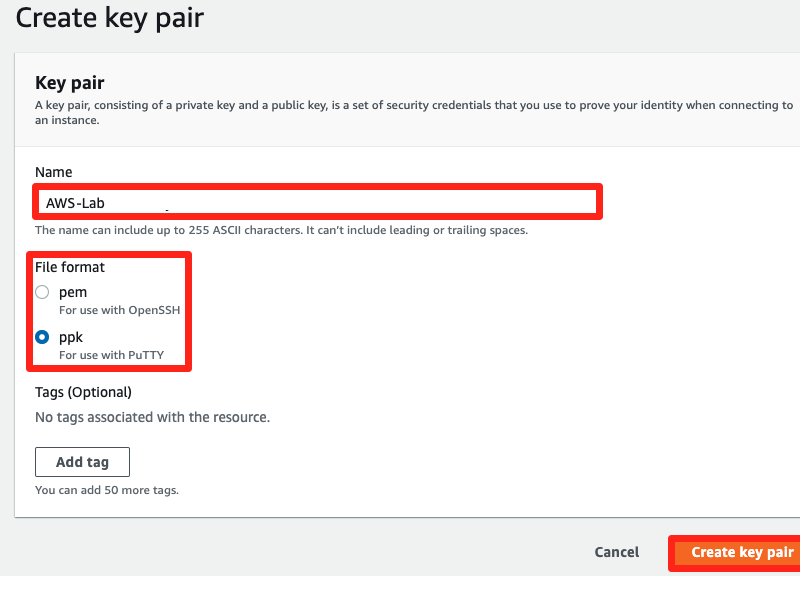 Create key pair
Key pair
A key pair, consisting of a private key and a public key, is a set of security credentials that you use to prove your identity when connecting to
an instance.
Name
AWS-Lab
The name can include up to 255 ASCII characters. It can't include leading or trailing spaces.
File format
pem
For use with OpenSSH
ppk
For use with PuTTY
Tags (Optional)
No tags associated with the resource.
Add tag
You can add 50 more tags.
Cancel
Create key pair